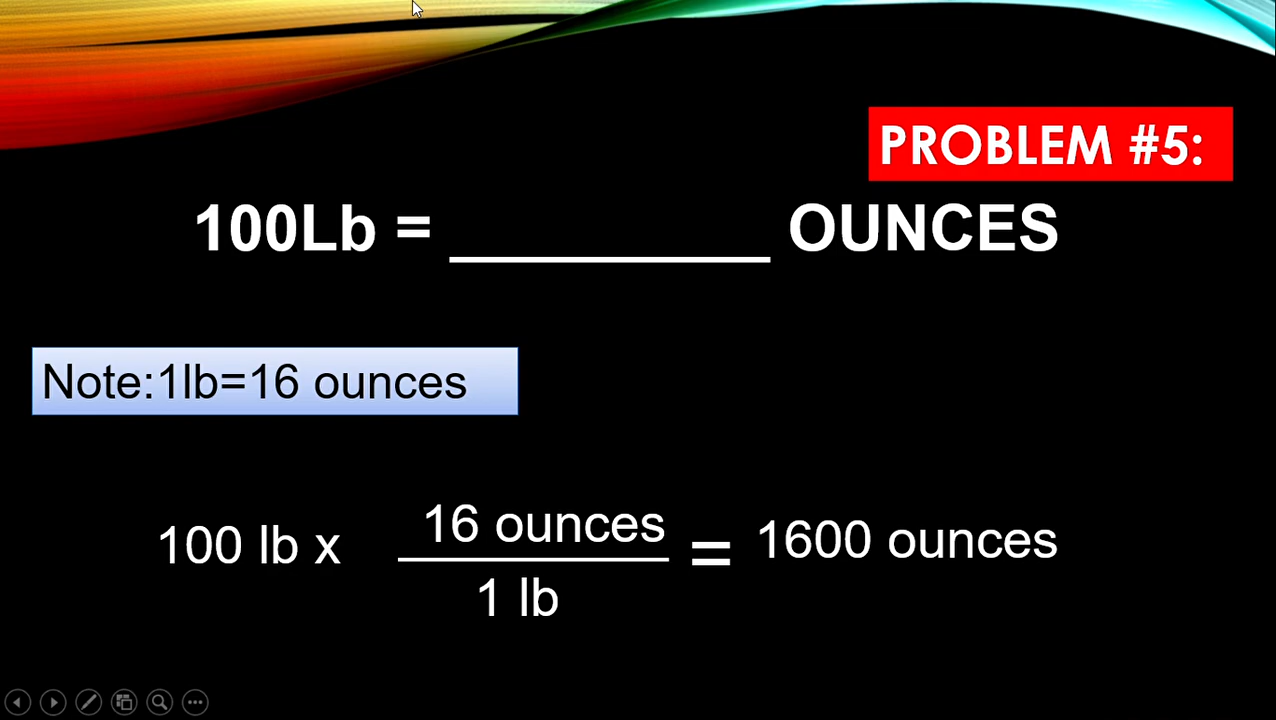 PROBLEM #5:
100Lb = __________ OUNCES
Note:1lb=16 ounces
100 lb x 16 ounces = 1600 ounces
1 lb